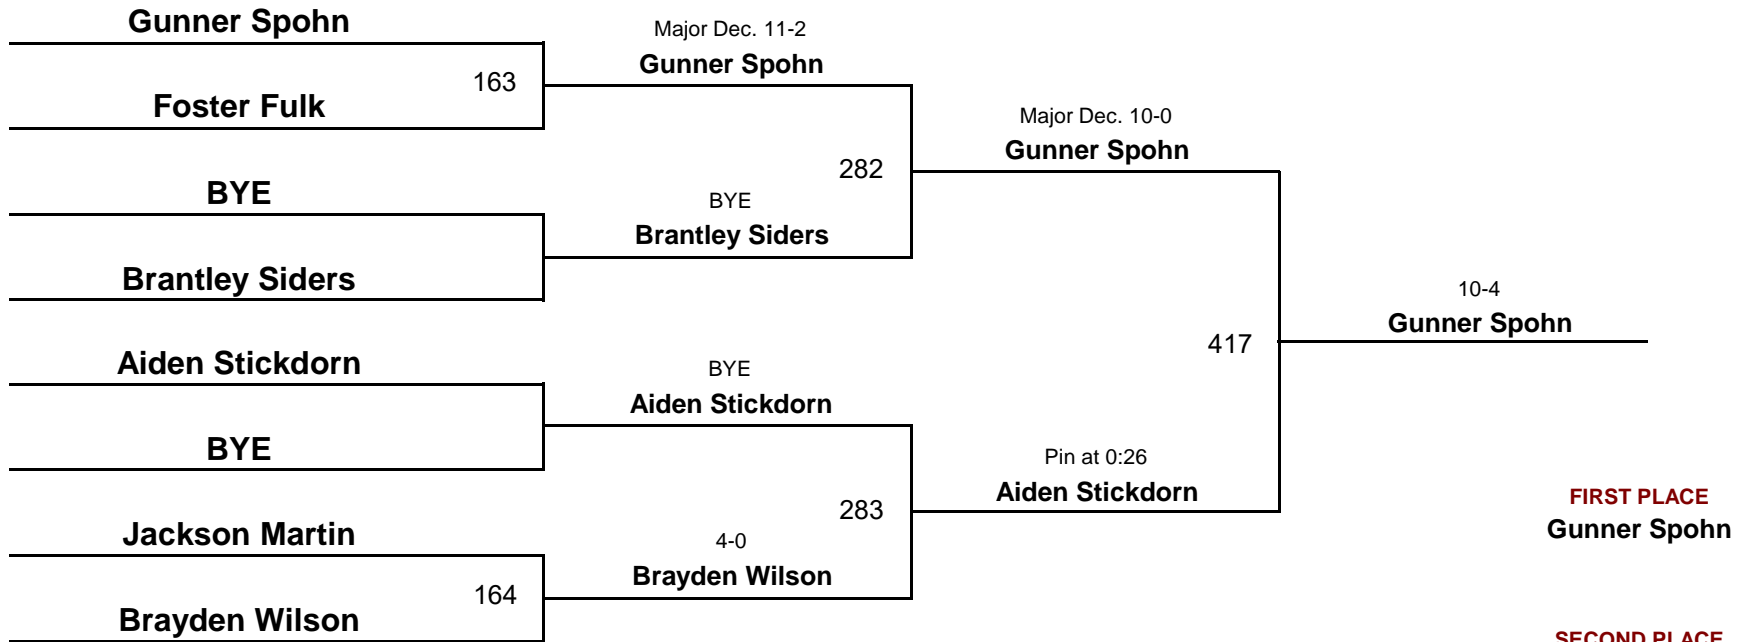 Gunner Spohn
Major Dec. 11-2
163
Gunner Spohn
Foster Fulk
Major Dec. 10-0
Gunner Spohn
282
BYE
BYE
Brantley Siders
Brantley Siders
10-4
Gunner Spohn
417
Aiden Stickdorn
BYE
Aiden Stickdorn
BYE
Pin at 0:26
Aiden Stickdorn
FIRST PLACE
Gunner Spohn
283
Jackson Martin
4-0
Brayden Wilson
164
Brayden Wilson
SECOND PLACE